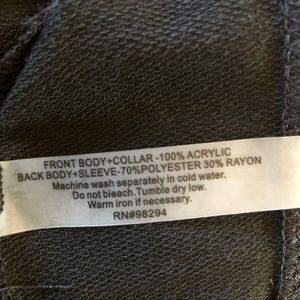 FRONT BODY+COLLAR -100% ACRYLIC
BACK BODY+SLEEVE-70%POLYESTER 30% RAYON
Machine wash separately in cold water.
Do not bleach.Tumble dry low.
Warm iron if necessary.
RN#98294